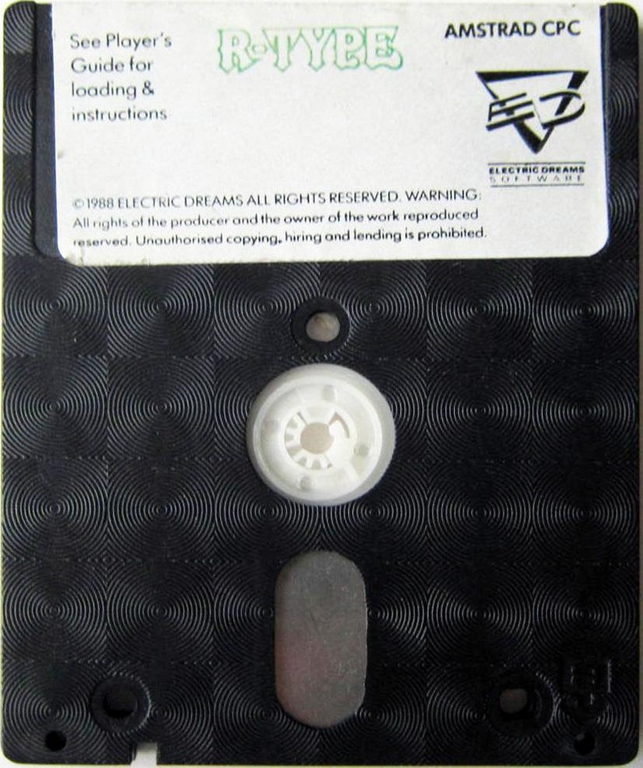 See Player's
Guide for
loading &
instructions
R-TYPE
AMSTRAD CPC
ED
ELECTRIC DREAMS
SOFTWARE
©1988 ELECTRIC DREAMS ALL RIGHTS RESERVED. WARNING:
All rights of the producer and the owner of the work reproduced
reserved. Unauthorised copying, hiring and lending is prohibited.